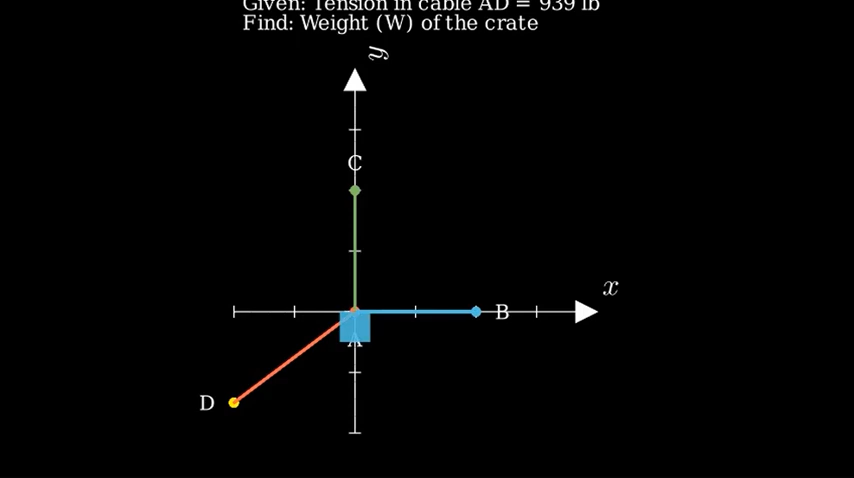 Given: Tension in cable AD = 939 lb
Find: Weight (W) of the crate
y
C
x
B
A
D